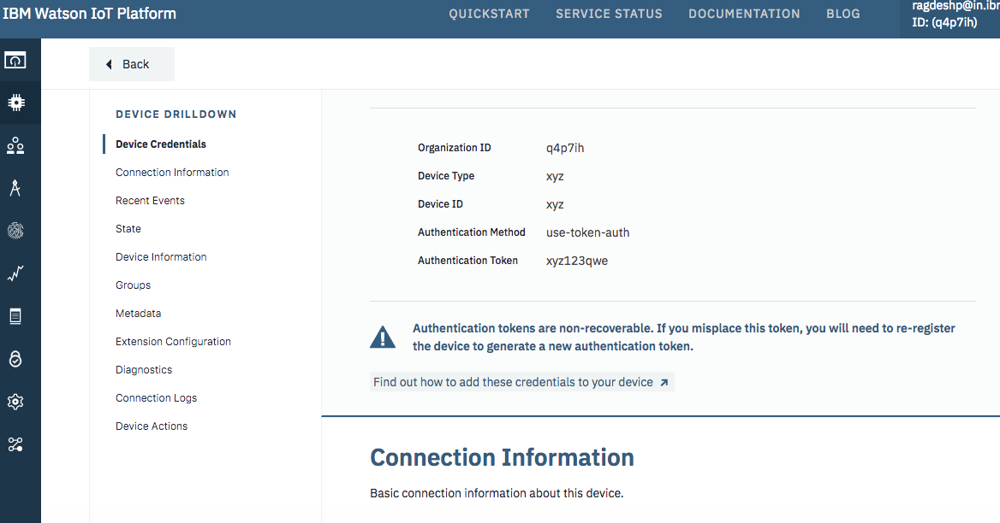 IBM Watson IoT Platform
QUICKSTART SERVICE STATUS DOCUMENTATION BLOG
ragdeshp@in.ibr
ID: (q4p7ih)
Back
DEVICE DRILLDOWN
Device Credentials
Connection Information
Recent Events
State
Device Information
Groups
Metadata
Extension Configuration
Diagnostics
Connection Logs
Device Actions
Organization ID q4p7ih
Device Type xyz
Device ID xyz
Authentication Method use-token-auth
Authentication Token xyz123qwe
Authentication tokens are non-recoverable. If you misplace this token, you will need to re-register
the device to generate a new authentication token.
Find out how to add these credentials to your device
Connection Information
Basic connection information about this device.